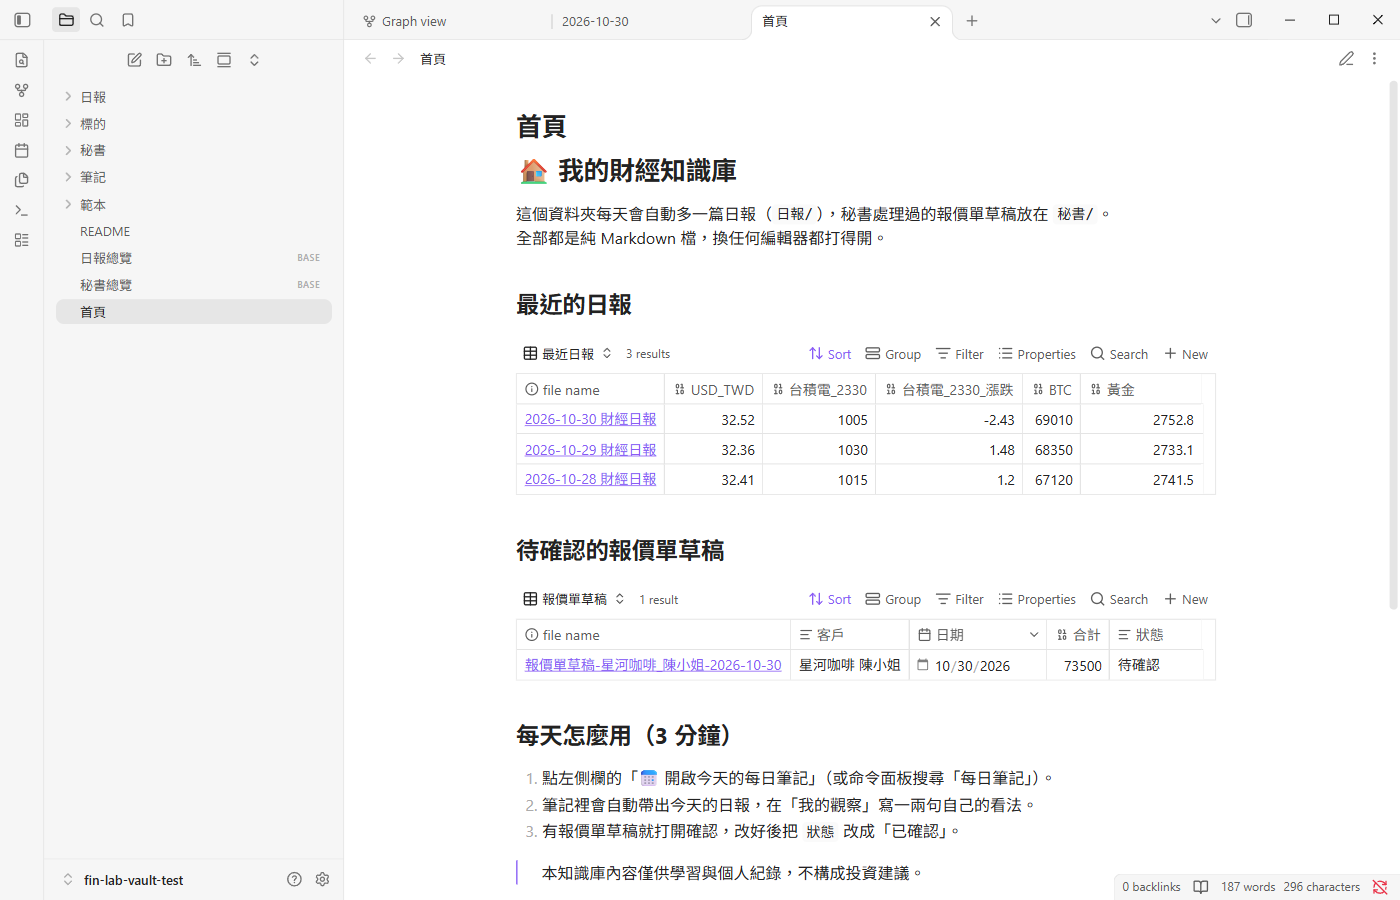 Graph view
2026-10-30
首頁
首頁
日報
標的
秘書
筆記
範本
README
日報總覽 BASE
秘書總覽 BASE
首頁
fin-lab-vault-test
首頁
🏠 我的財經知識庫
這個資料夾每天會自動多一篇日報（ 日報/ ），秘書處理過的報價單草稿放在 秘書/ 。
全部都是純 Markdown 檔，換任何編輯器都打得開。
最近的日報
最近日報 3 results Sort Group Filter Properties Search New
file name USD_TWD 台積電_2330 台積電_2330_漲跌 BTC 黃金
2026-10-30 財經日報 32.52 1005 -2.43 69010 2752.8
2026-10-29 財經日報 32.36 1030 1.48 68350 2733.1
2026-10-28 財經日報 32.41 1015 1.2 67120 2741.5
待確認的報價單草稿
報價單草稿 1 result Sort Group Filter Properties Search New
file name 客戶 日期 合計 狀態
報價單草稿-星河咖啡_陳小姐-2026-10-30 星河咖啡 陳小姐 10/30/2026 73500 待確認
每天怎麼用（3 分鐘）
1. 點左側欄的「🗓️ 開啟今天的每日筆記」（或命令面板搜尋「每日筆記」）。
2. 筆記裡會自動帶出今天的日報，在「我的觀察」寫一兩句自己的看法。
3. 有報價單草稿就打開確認，改好後把 狀態 改成「已確認」。
本知識庫內容僅供學習與個人紀錄，不構成投資建議。
0 backlinks 187 words 296 characters